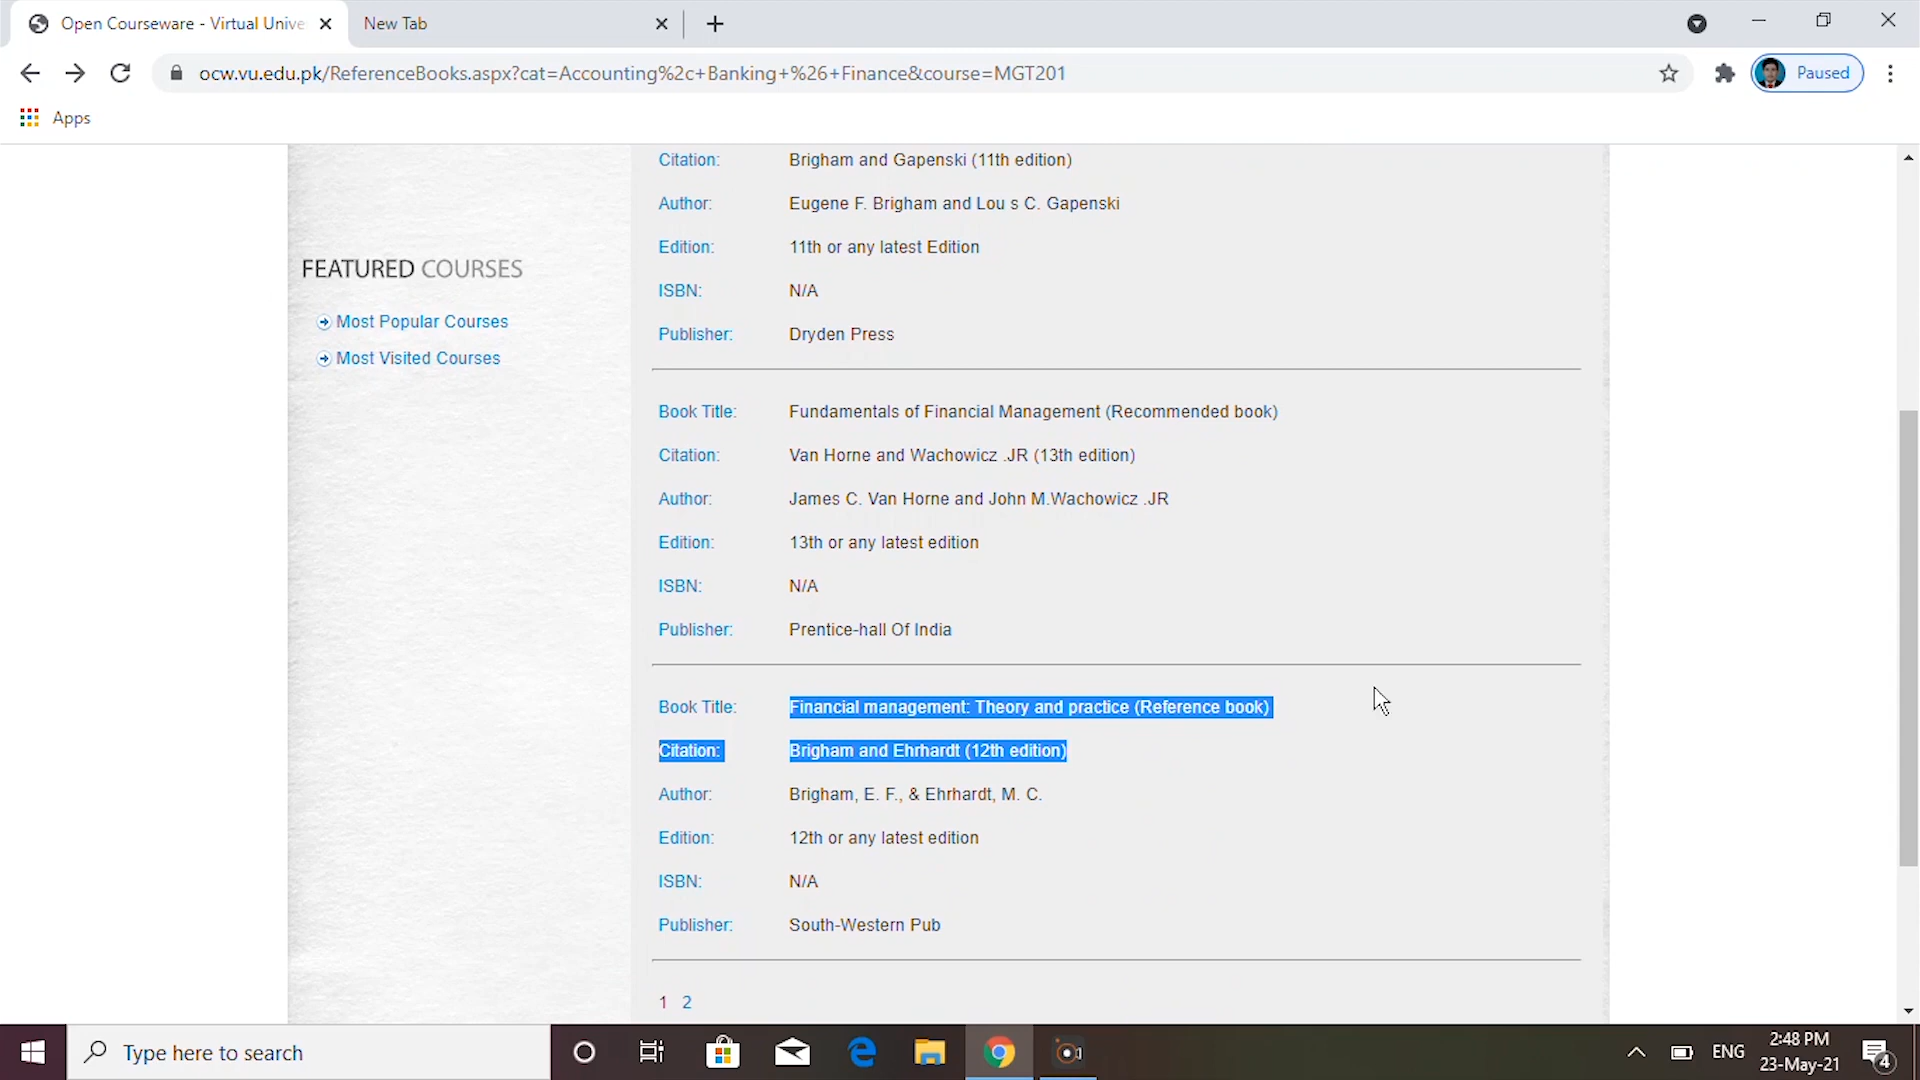 Open Courseware - Virtual Unive
New Tab
ocw.vu.edu.pk/ReferenceBooks.aspx?cat=Accounting%2c+Banking+%26+Finance&course=MGT201
Paused
Apps
FEATURED COURSES
Most Popular Courses
Most Visited Courses
Citation: Brigham and Gapenski (11th edition)
Author: Eugene F. Brigham and Lou s C. Gapenski
Edition: 11th or any latest Edition
ISBN: N/A
Publisher: Dryden Press
Book Title: Fundamentals of Financial Management (Recommended book)
Citation: Van Horne and Wachowicz .JR (13th edition)
Author: James C. Van Horne and John M.Wachowicz .JR
Edition: 13th or any latest edition
ISBN: N/A
Publisher: Prentice-hall Of India
Book Title: Financial management: Theory and practice (Reference book)
Citation: Brigham and Ehrhardt (12th edition)
Author: Brigham, E. F., & Ehrhardt, M. C.
Edition: 12th or any latest edition
ISBN: N/A
Publisher: South-Western Pub
1 2
Type here to search
ENG
2:48 PM
23-May-21
4